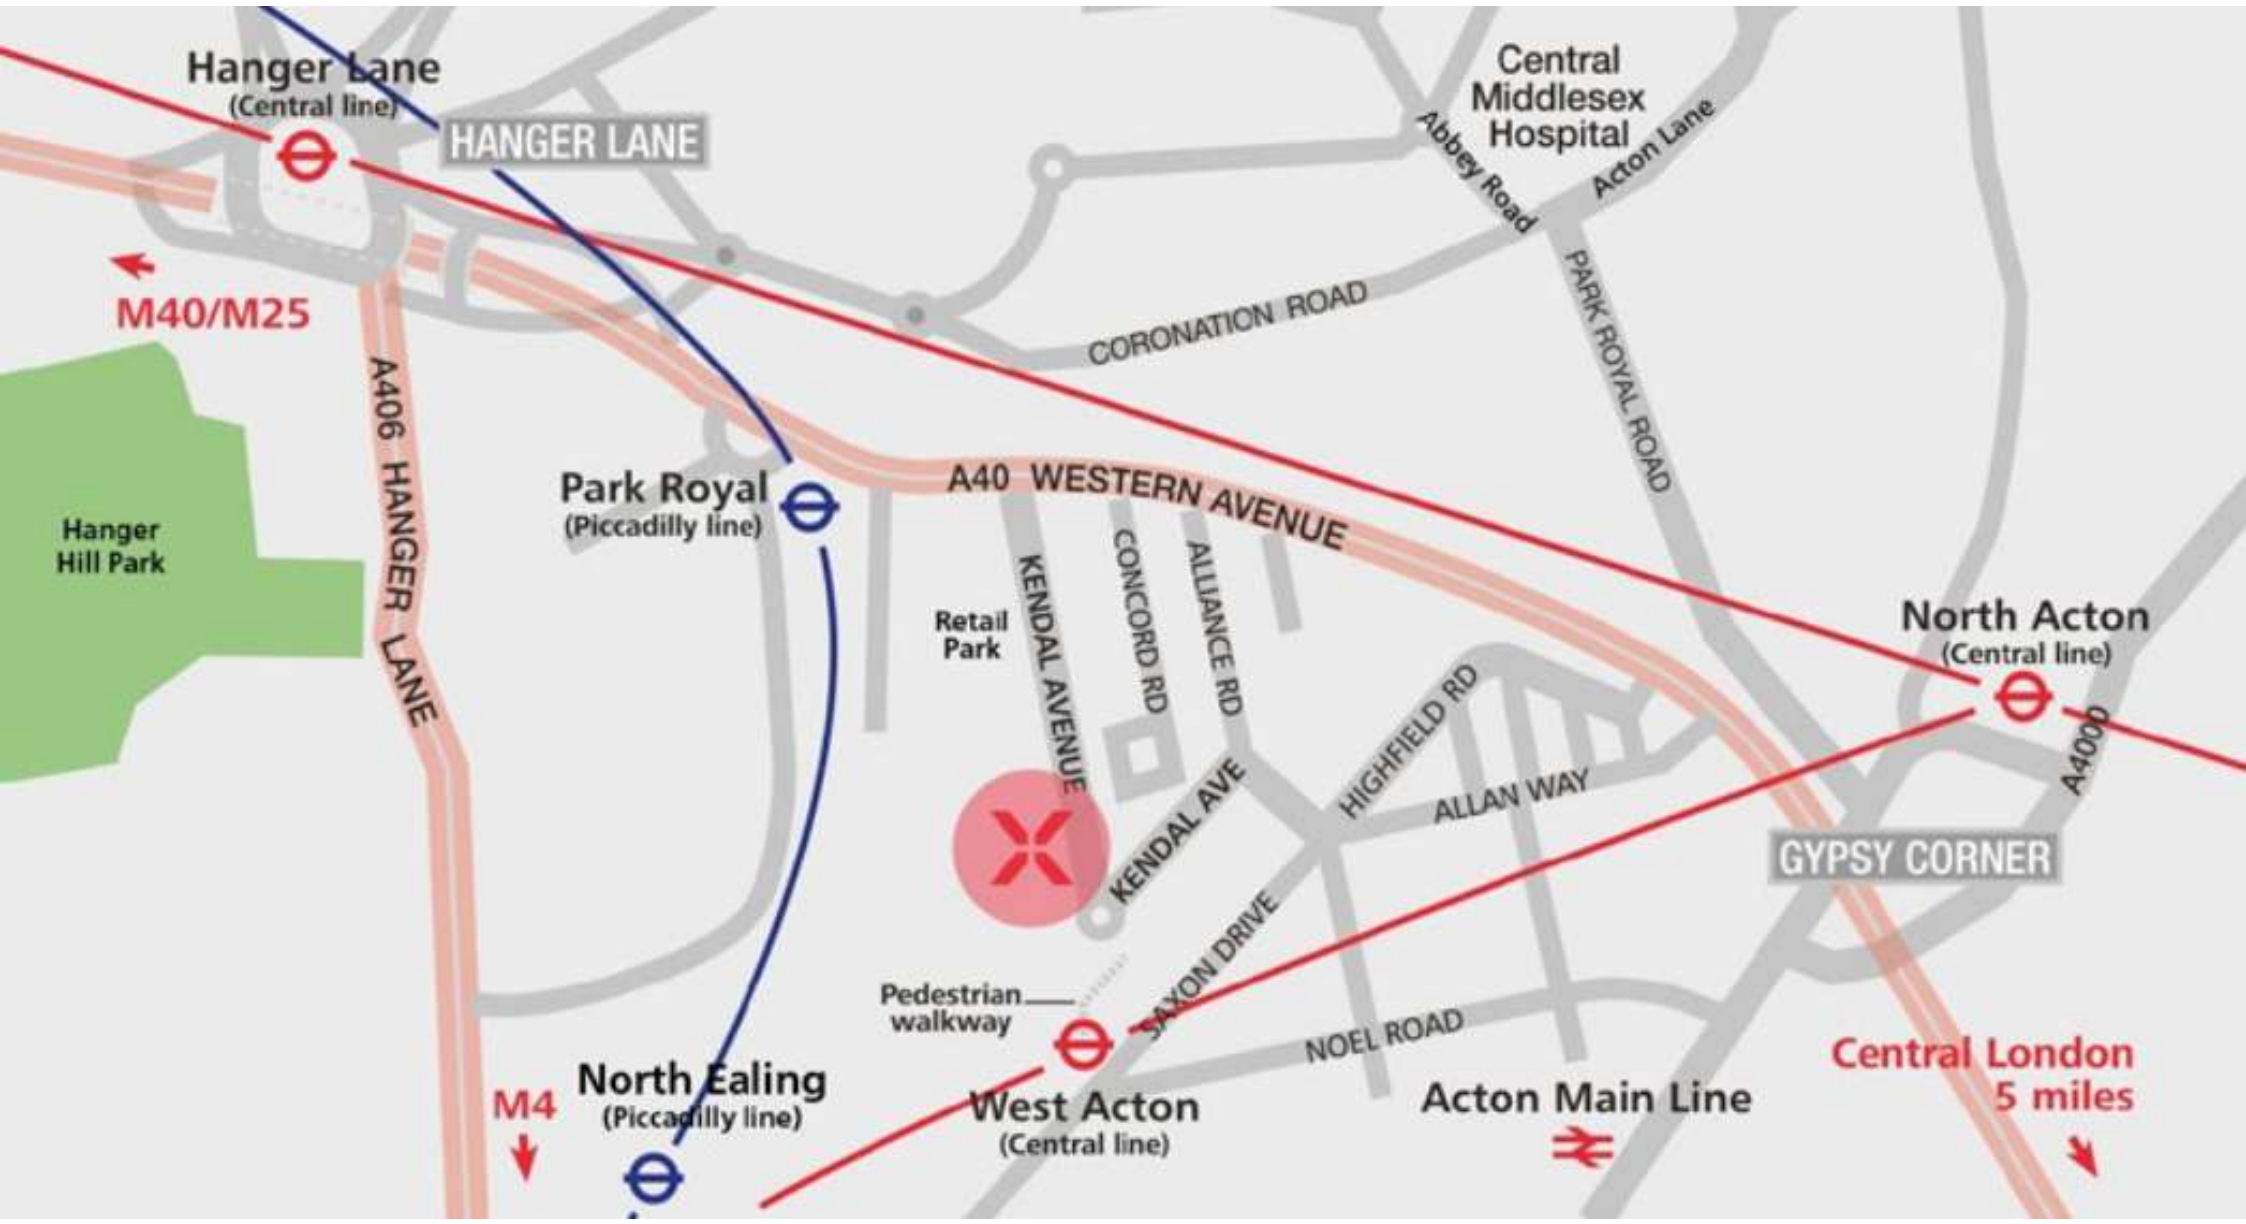 Hanger Lane
(Central line)
HANGER LANE
Central
Middlesex
Hospital
Abbey Road
Acton Lane
M40/M25
CORONATION ROAD
PARK ROYAL ROAD
A406 HANGER LANE
Hanger
Hill Park
Park Royal
(Piccadilly line)
A40 WESTERN AVENUE
KENDAL AVENUE
CONCORD RD
ALLIANCE RD
Retail
Park
North Acton
(Central line)
HIGHFIELD RD
A4000
KENDAL AVE
ALLAN WAY
GYPSY CORNER
SAXON DRIVE
Pedestrian
walkway
NOEL ROAD
Central London
5 miles
North Ealing
(Piccadilly line)
M4
West Acton
(Central line)
Acton Main Line